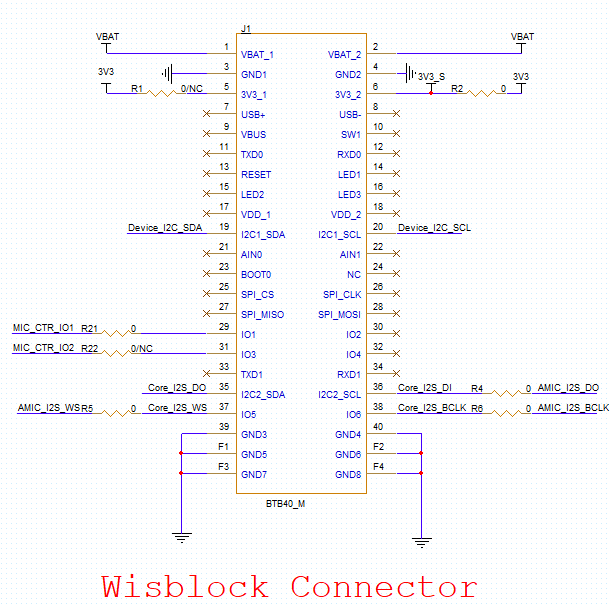 J1
VBAT 1 VBAT_1 VBAT_2 2 VBAT
3 GND1 GND2 4
3V3 R1 0/NC 5 3V3_1 3V3_2 6 3V3_S R2 0 3V3
7 USB+ USB- 8
9 VBUS SW1 10
11 TXD0 RXD0 12
13 RESET LED1 14
15 LED2 LED3 16
17 VDD_1 VDD_2 18
Device_I2C_SDA 19 I2C1_SDA I2C1_SCL 20 Device_I2C_SCL
21 AIN0 AIN1 22
23 BOOT0 NC 24
25 SPI_CS SPI_CLK 26
27 SPI_MISO SPI_MOSI 28
MIC_CTR_IO1 R21 0 29 IO1 IO2 30
MIC_CTR_IO2 R22 0/NC 31 IO3 IO4 32
33 TXD1 RXD1 34
Core_I2S_DO 35 I2C2_SDA I2C2_SCL 36 Core_I2S_DI R4 0 AMIC_I2S_DO
AMIC_I2S_WS R5 0 Core_I2S_WS 37 IO5 IO6 38 Core_I2S_BCLK R6 0 AMIC_I2S_BCLK
39 GND3 GND4 40
F1 GND5 GND6 F2
F3 GND7 GND8 F4
BTB40_M
Wisblock Connector